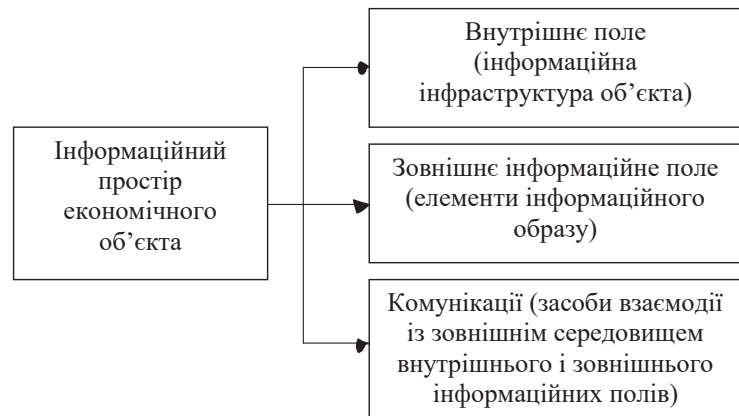 Внутрішнє поле
(інформаційна
інфраструктура об’єкта)
Інформаційний
простір
економічного
об’єкта
Зовнішнє інформаційне поле
(елементи інформаційного
образу)
Комунікації (засоби взаємодії
із зовнішнім середовищем
внутрішнього і зовнішнього
інформаційних полів)